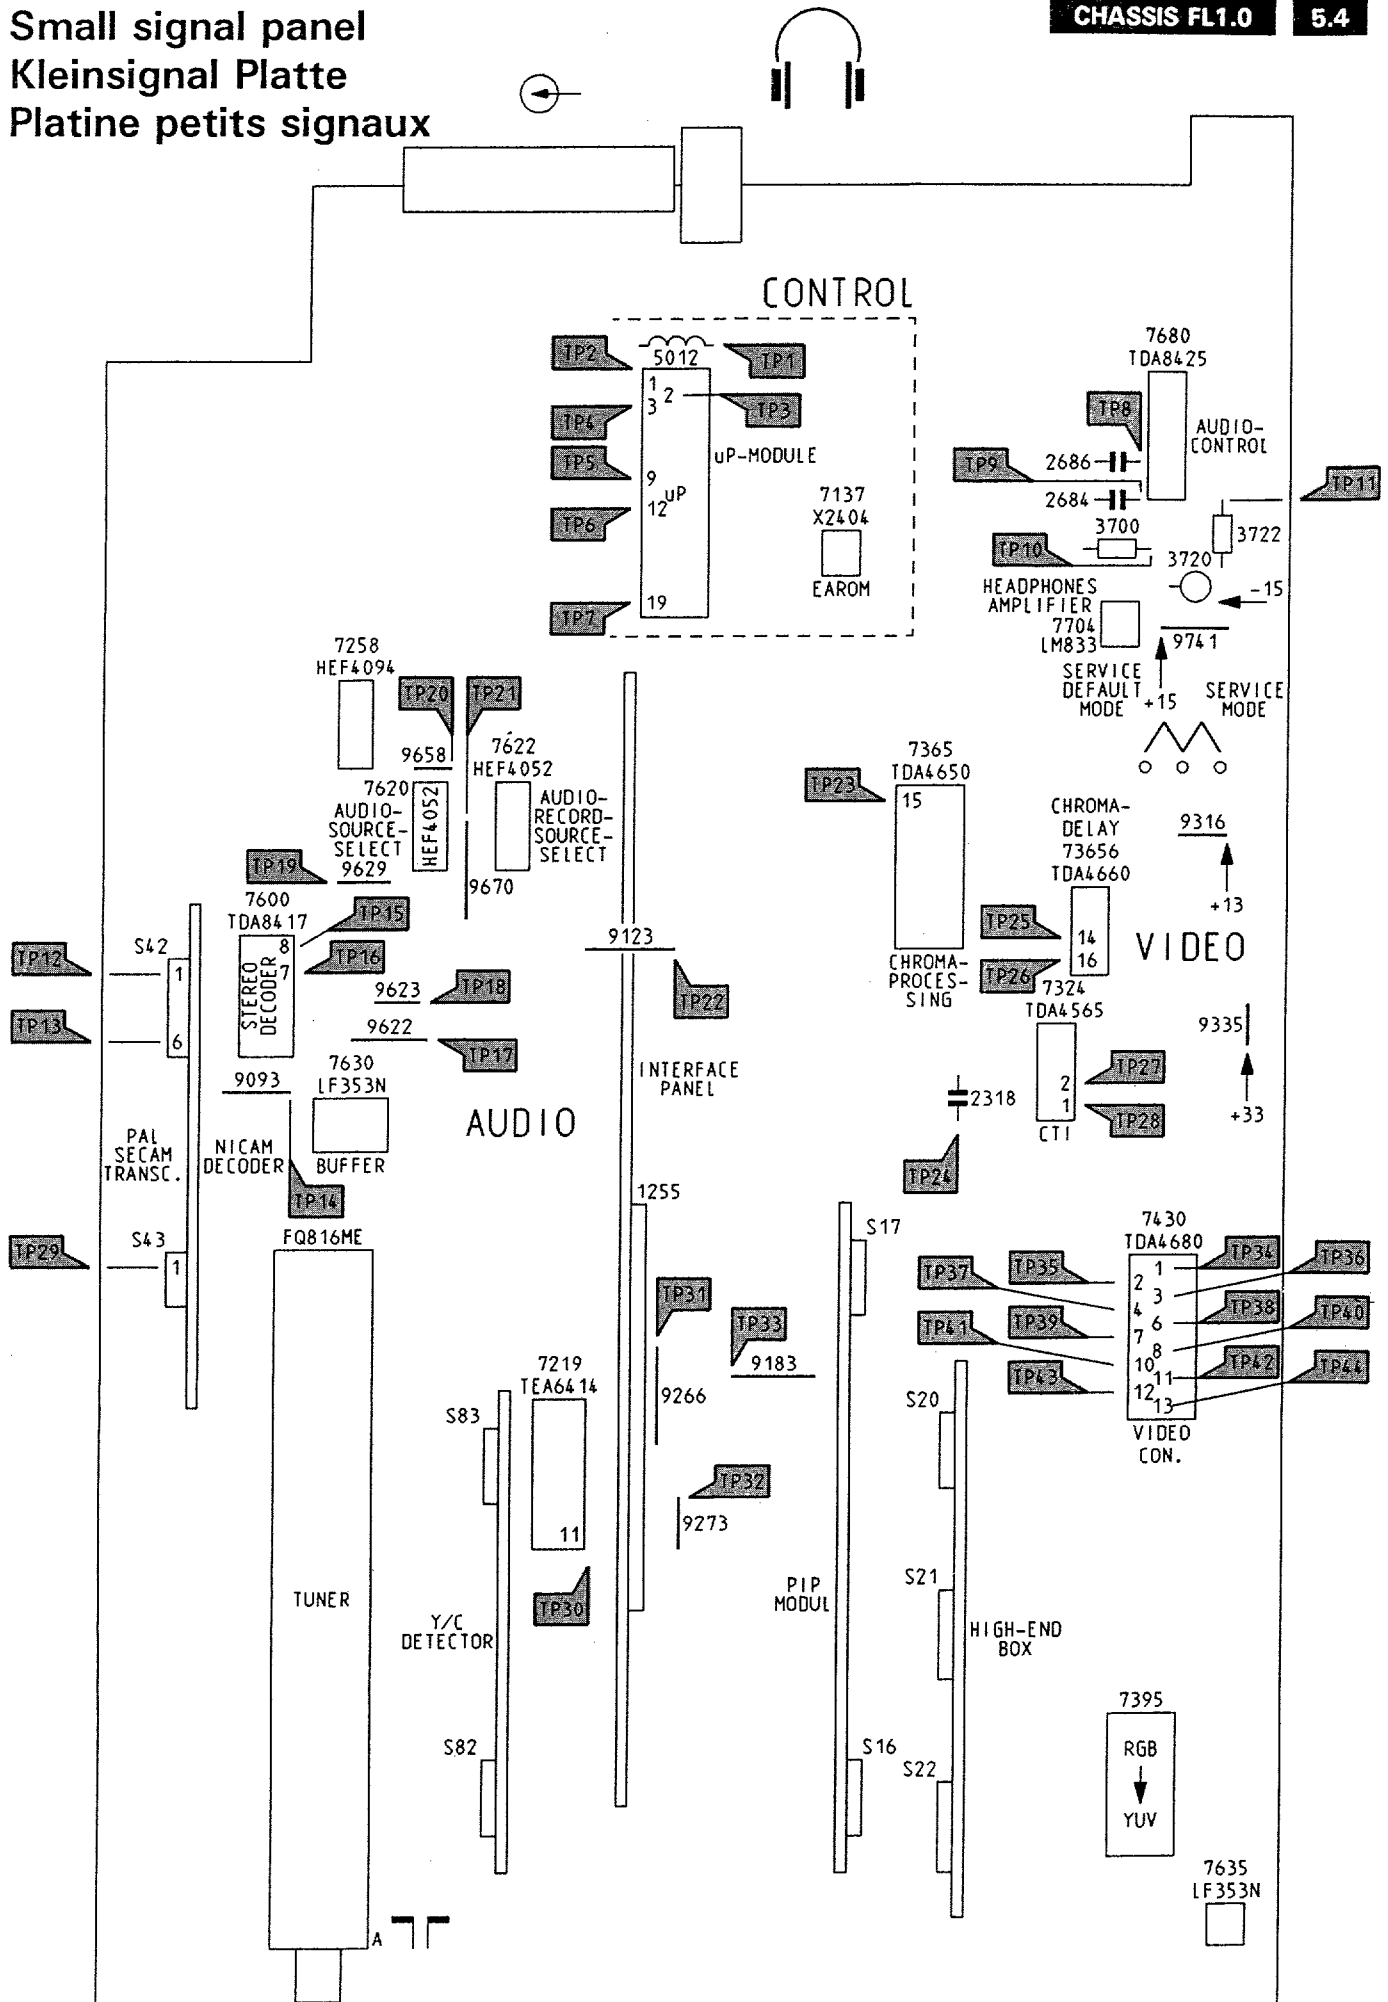 Small signal panel
Kleinsignal Platte
Platine petits signaux
CHASSIS FL1.0
5.4
CONTROL
TP2
5012
TP1
1
2
3
TP3
TP4
TP5
9
uP
uP-MODULE
12
TP6
19
TP7
7137
X2404
EAROM
7680
TDA8425
TP8
AUDIO-
CONTROL
TP9
2686
2684
TP11
3700
3722
TP10
3720
HEADPHONES
AMPLIFIER
7704
LM833
-15
9741
SERVICE
DEFAULT
MODE
+15
SERVICE
MODE
7258
HEF4094
TP20
TP21
9658
7622
HEF4052
7620
AUDIO-
SOURCE-
SELECT
HEF4052
AUDIO-
RECORD-
SOURCE-
SELECT
TP19
9629
9670
7365
TDA4650
TP23
15
CHROMA-
PROCES-
SING
CHROMA-
DELAY
73656
TDA4660
9316
+13
TP25
14
16
TP26
VIDEO
7600
TDA8417
TP15
8
7
TP16
STEREO
DECODER
S42
TP12
1
TP13
6
9623
TP18
9622
TP17
9123
TP22
7324
TDA4565
9335
+33
2
1
TP27
TP28
CTI
2318
TP24
7630
LF353N
BUFFER
9093
AUDIO
INTERFACE
PANEL
PAL
SECAM
TRANSC.
NICAM
DECODER
TP14
S43
TP29
1
FQ816ME
1255
S17
7430
TDA4680
TP34
TP36
TP35
TP37
1
2
3
4
6
TP38
TP40
TP39
TP41
7
8
10
11
TP42
TP44
TP43
12
13
VIDEO
CON.
TP31
TP33
9183
9266
7219
TEA6414
S83
S20
TP32
9273
11
TP30
TUNER
Y/C
DETECTOR
PIP
MODUL
S21
HIGH-END
BOX
S82
S16
S22
7395
RGB
YUV
7635
LF353N
A